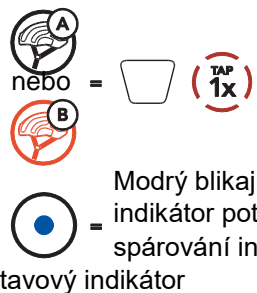 A
nebo = TAP 1x
B
Modrý blikaj
indikátor pot
= spárování in
tavový indikátor